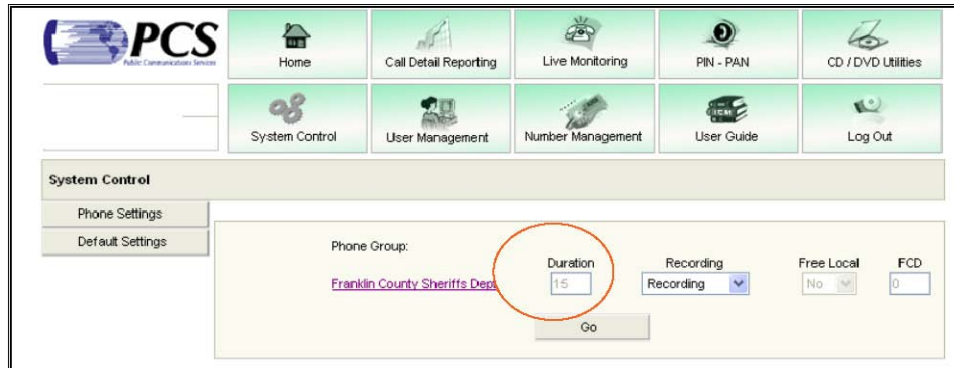 PCS
Public Communications Services
Home
Call Detail Reporting
Live Monitoring
PIN - PAN
CD / DVD Utilities
System Control
User Management
Number Management
User Guide
Log Out
System Control
Phone Settings
Default Settings
Phone Group:
Duration
Recording
Free Local
FCD
Franklin County Sheriffs Dept
15
Recording
No
0
Go